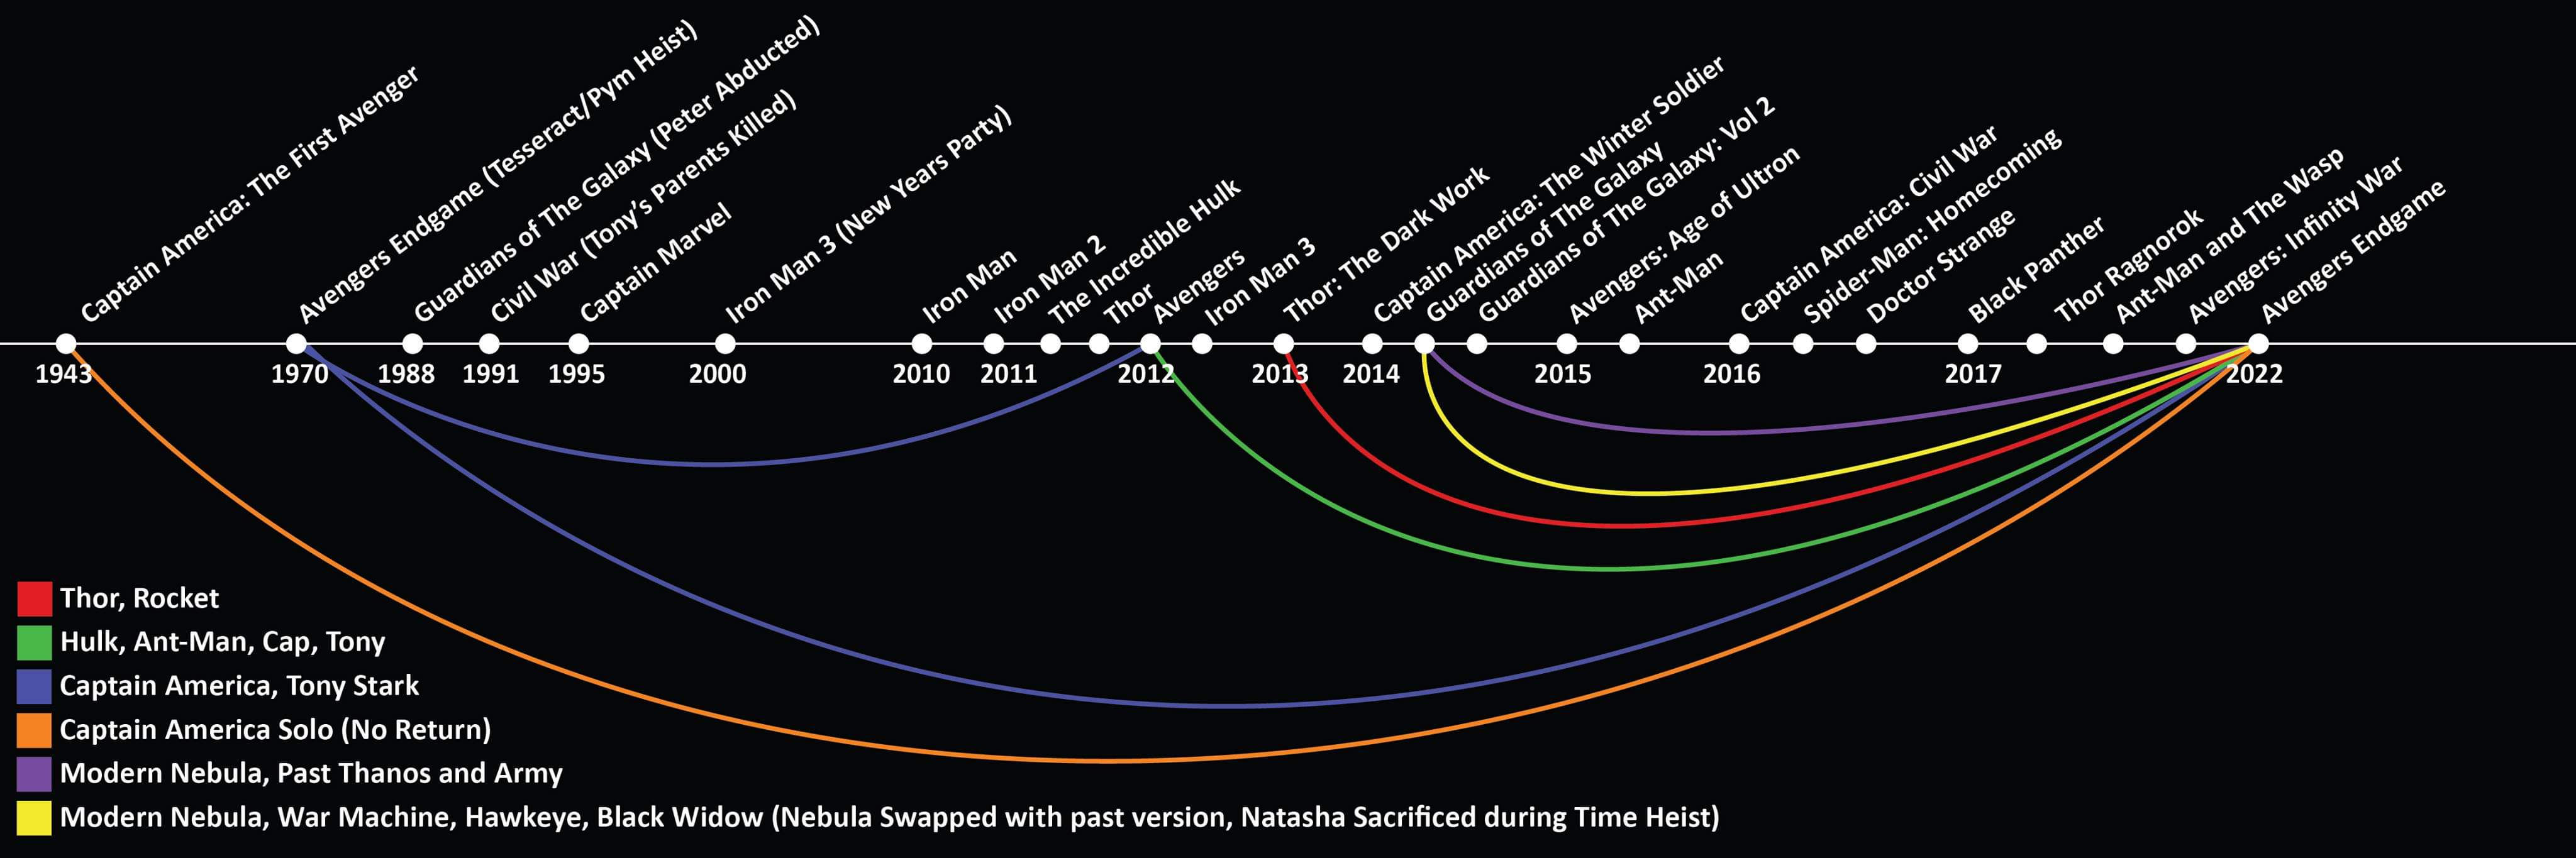 Captain America: The First Avenger
Avengers Endgame (Tesseract/Pym Heist)
Guardians of The Galaxy (Peter Abducted)
Civil War (Tony's Parents Killed)
Captain Marvel
Iron Man 3 (New Years Party)
Iron Man
Iron Man 2
The Incredible Hulk
Thor
Avengers
Iron Man 3
Thor: The Dark Work
Captain America: The Winter Soldier
Guardians of The Galaxy
Guardians of The Galaxy: Vol 2
Avengers: Age of Ultron
Ant-Man
Captain America: Civil War
Spider-Man: Homecoming
Doctor Strange
Black Panther
Thor Ragnorok
Ant-Man and The Wasp
Avengers: Infinity War
Avengers Endgame
1943 1970 1988 1991 1995 2000 2010 2011 2012 2013 2014 2015 2016 2017 2022
Thor, Rocket
Hulk, Ant-Man, Cap, Tony
Captain America, Tony Stark
Captain America Solo (No Return)
Modern Nebula, Past Thanos and Army
Modern Nebula, War Machine, Hawkeye, Black Widow (Nebula Swapped with past version, Natasha Sacrificed during Time Heist)